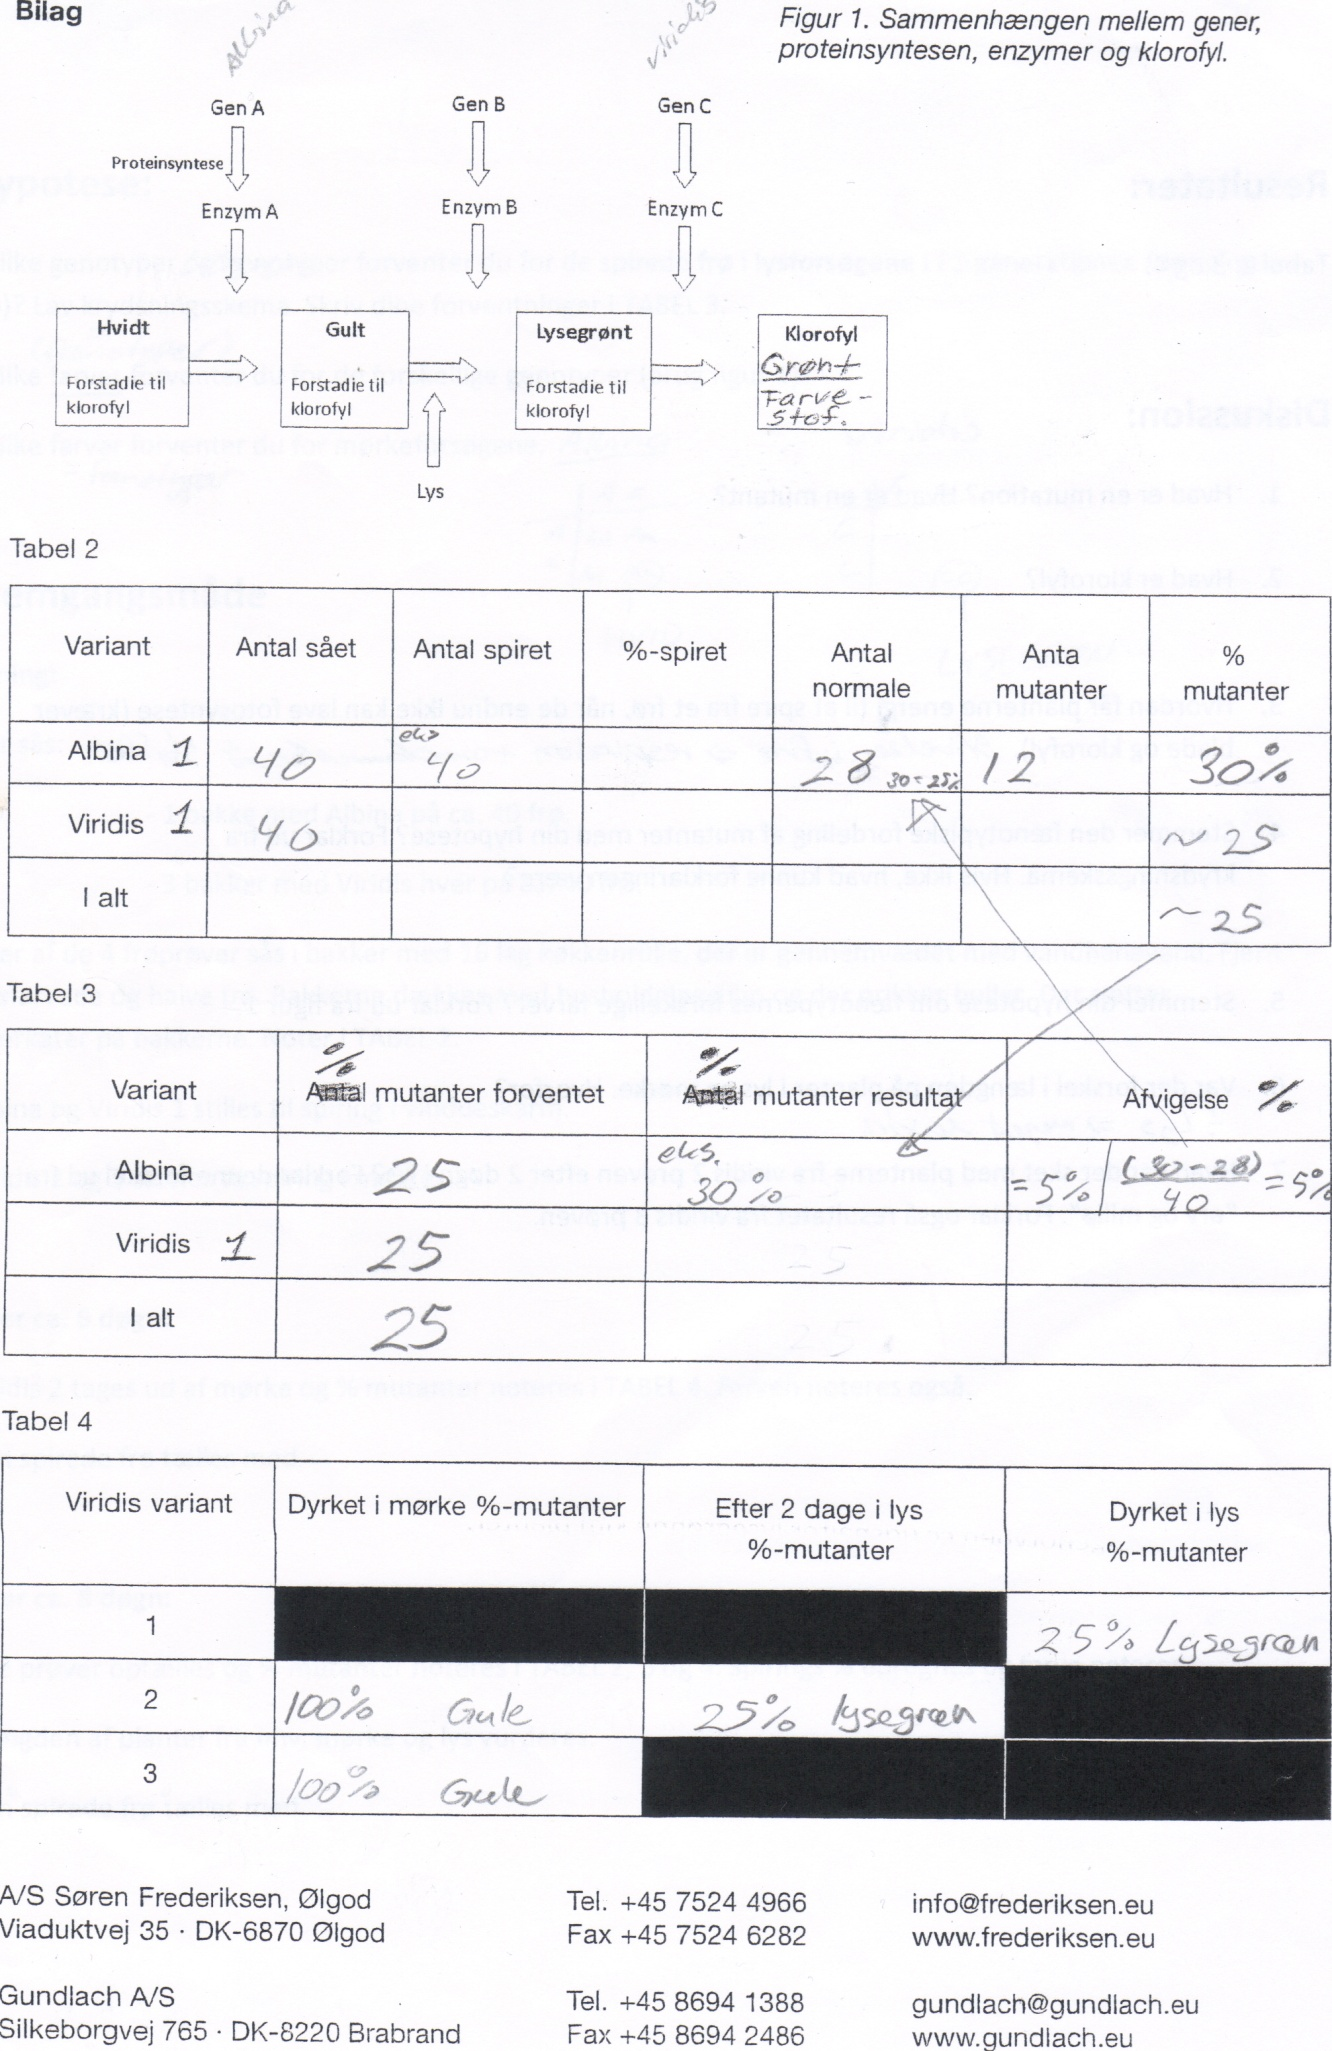 Bilag
Albina
Viridis
Figur 1. Sammenhængen mellem gener,
proteinsyntesen, enzymer og klorofyl.
Gen A
Gen B
Gen C
Proteinsyntese
Enzym A
Enzym B
Enzym C
Hvidt
Forstadie til
klorofyl
Gult
Forstadie til
klorofyl
Lysegrønt
Forstadie til
klorofyl
Klorofyl
Grønt
Farve-
stof.
Lys
Tabel 2
Variant Antal sået Antal spiret %-spiret Antal normale Anta mutanter % mutanter
Albina 1 40 eks 40 28 30=25% 12 30%
Viridis 1 40 ~25
I alt ~25
Tabel 3
Variant % Antal mutanter forventet % Antal mutanter resultat Afvigelse %
Albina 25 eks. 30% =5% (30-28) / 40 =5%
Viridis 1 25
I alt 25
Tabel 4
Viridis variant Dyrket i mørke %-mutanter Efter 2 dage i lys %-mutanter Dyrket i lys %-mutanter
1 25% Lysegrøn
2 100% Gule 25% lysegrøn
3 100% Gule
A/S Søren Frederiksen, Ølgod Tel. +45 7524 4966 info@frederiksen.eu
Viaduktvej 35 · DK-6870 Ølgod Fax +45 7524 6282 www.frederiksen.eu
Gundlach A/S Tel. +45 8694 1388 gundlach@gundlach.eu
Silkeborgvej 765 · DK-8220 Brabrand Fax +45 8694 2486 www.gundlach.eu